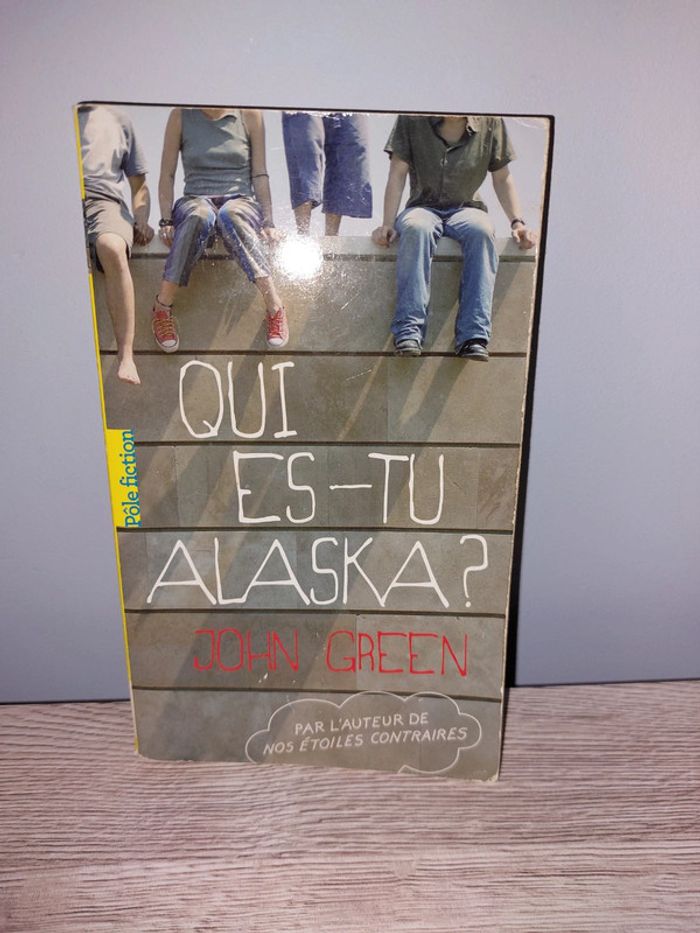 QUI
ES-TU
ALASKA?
JOHN GREEN
PAR L'AUTEUR DE
NOS ÉTOILES CONTRAIRES
Pôle fiction